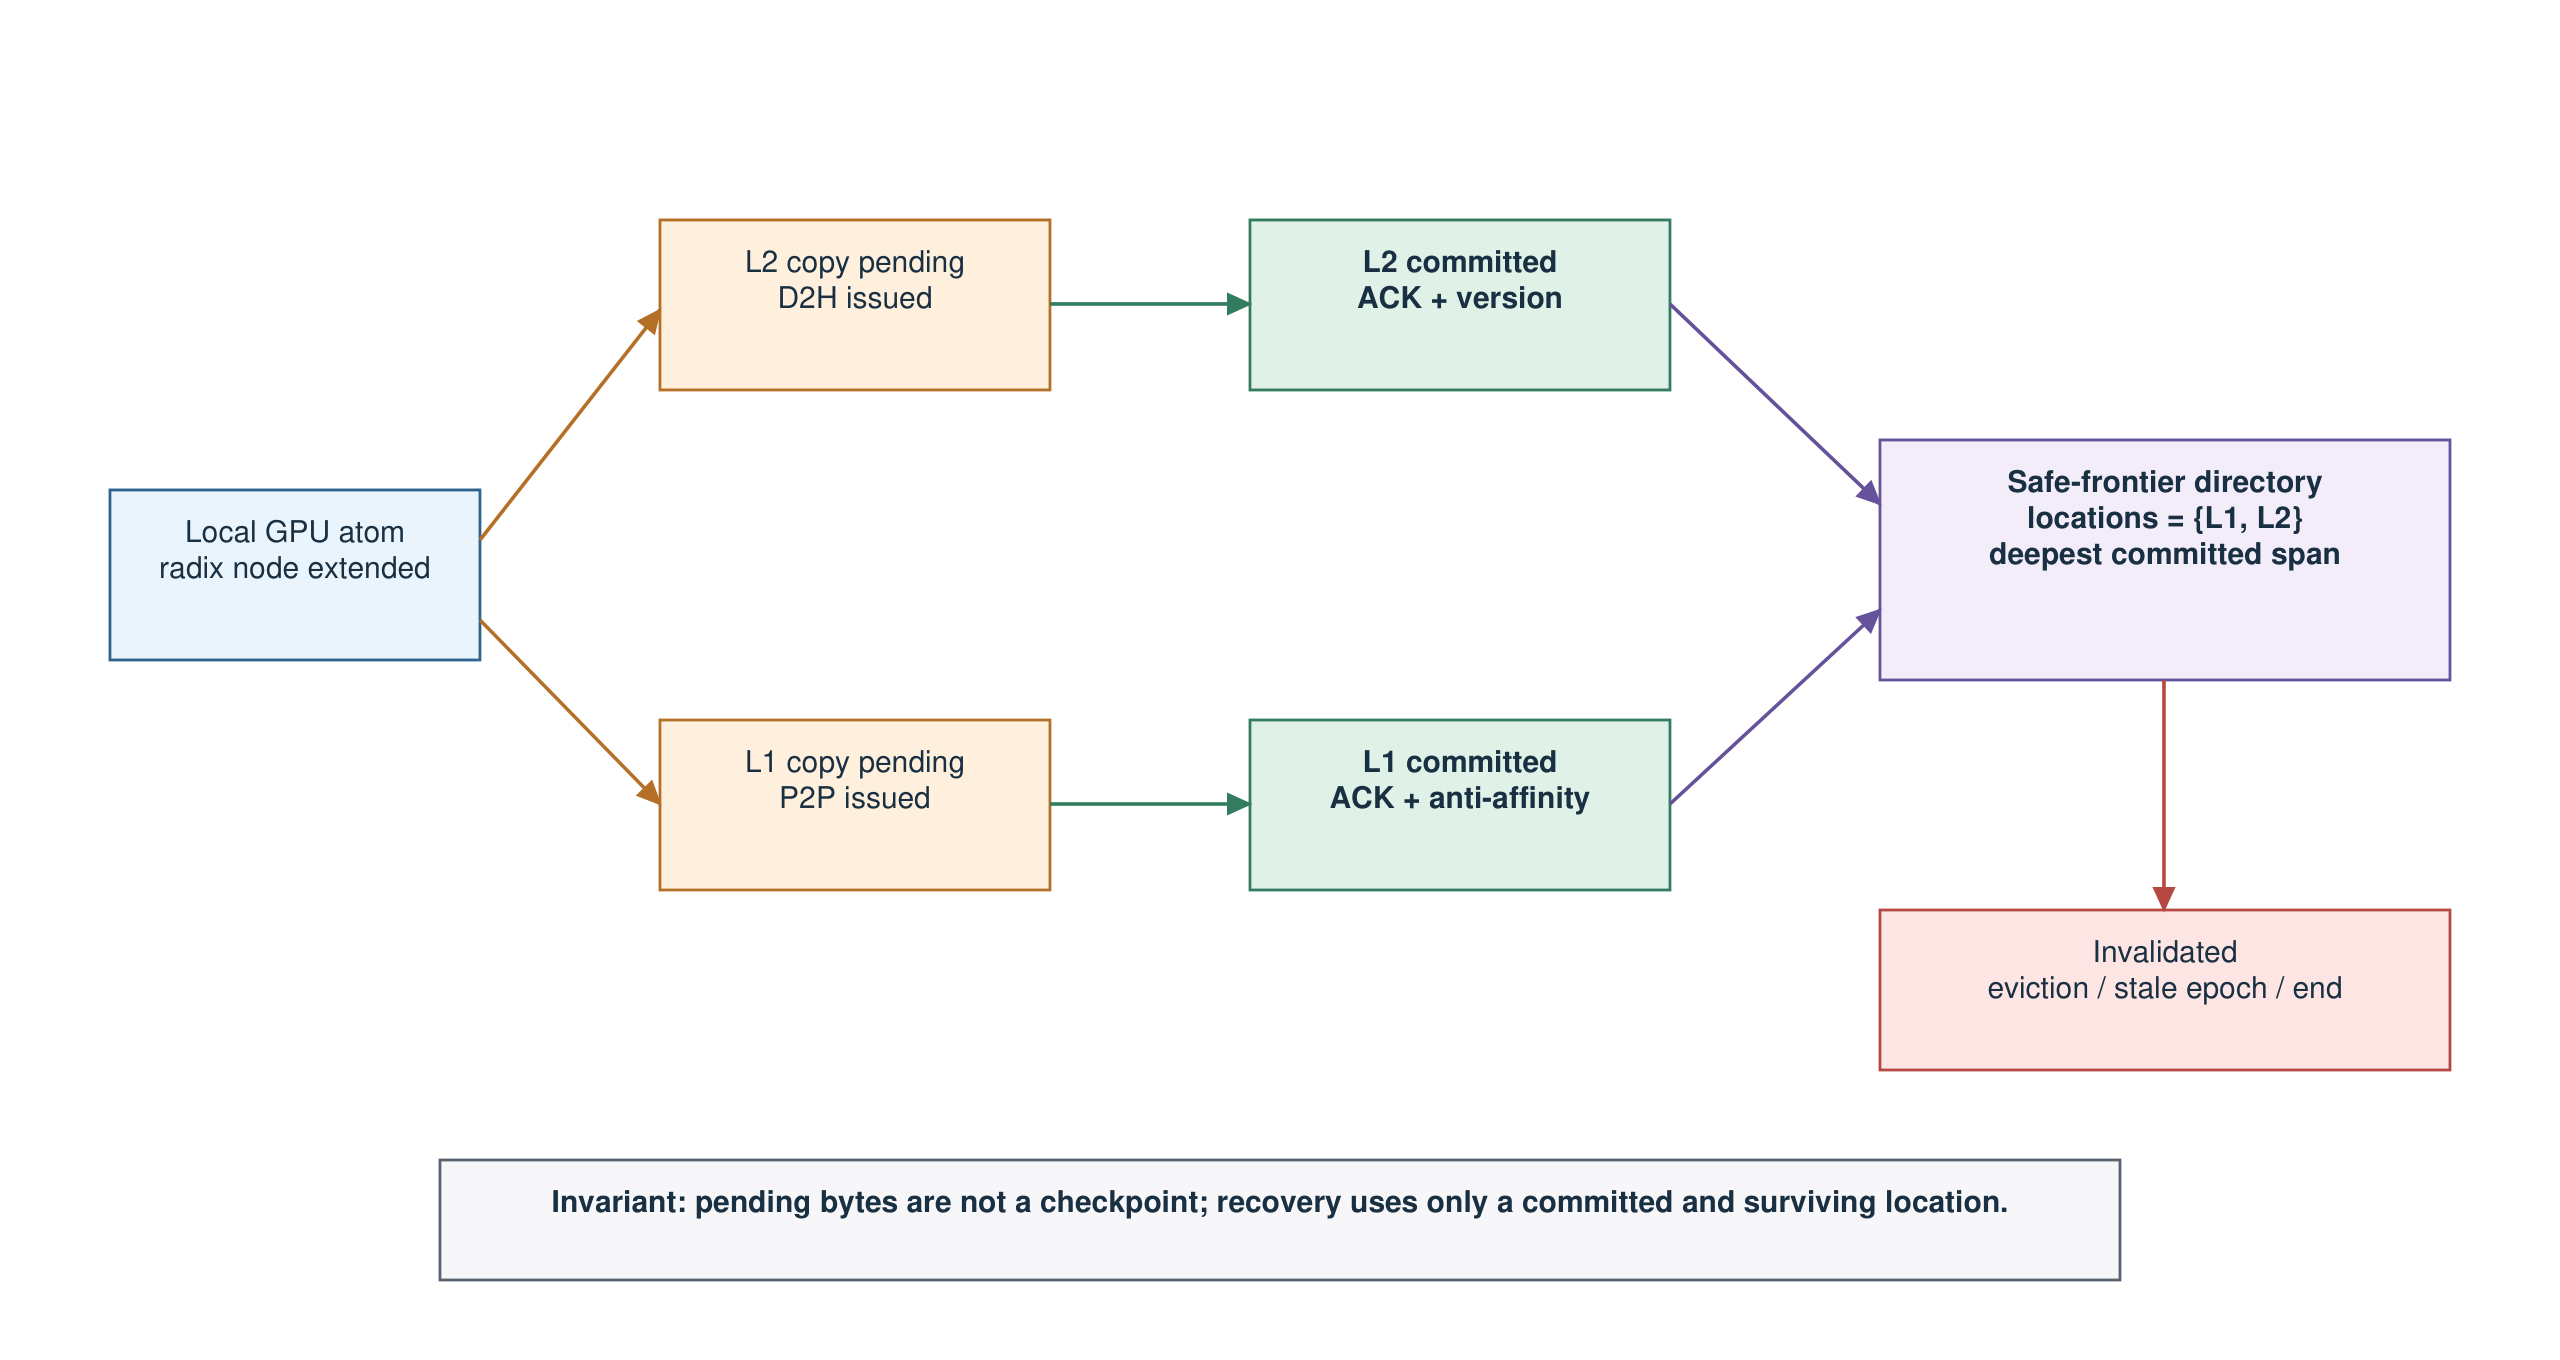 L2 copy pending
D2H issued
L2 committed
ACK + version
Local GPU atom
radix node extended
Safe-frontier directory
locations = {L1, L2}
deepest committed span
L1 copy pending
P2P issued
L1 committed
ACK + anti-affinity
Invalidated
eviction / stale epoch / end
Invariant: pending bytes are not a checkpoint; recovery uses only a committed and surviving location.